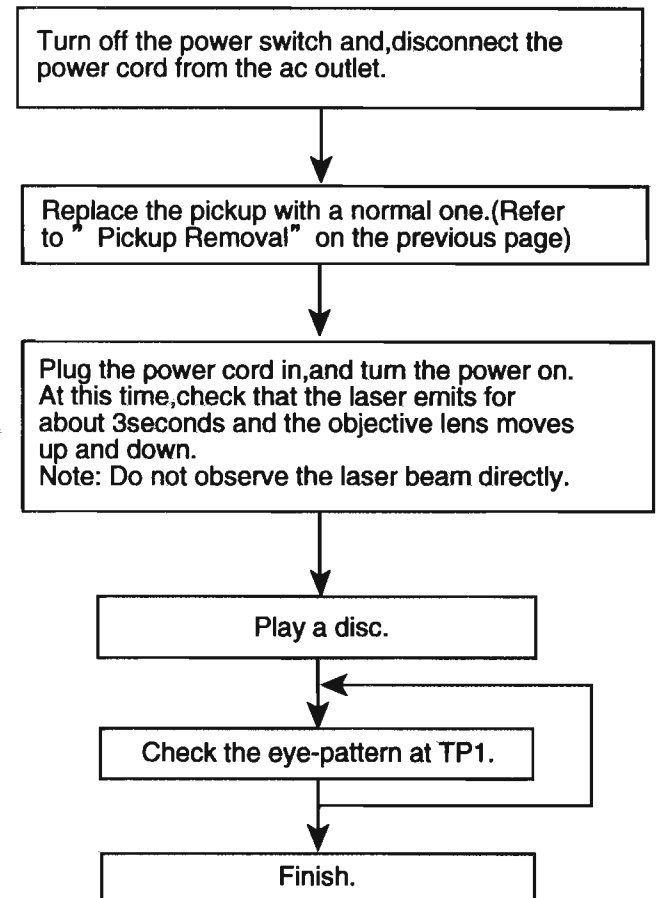 Turn off the power switch and,disconnect the
power cord from the ac outlet.
Replace the pickup with a normal one.(Refer
to " Pickup Removal" on the previous page)
Plug the power cord in,and turn the power on.
At this time,check that the laser emits for
about 3seconds and the objective lens moves
up and down.
Note: Do not observe the laser beam directly.
Play a disc.
Check the eye-pattern at TP1.
Finish.